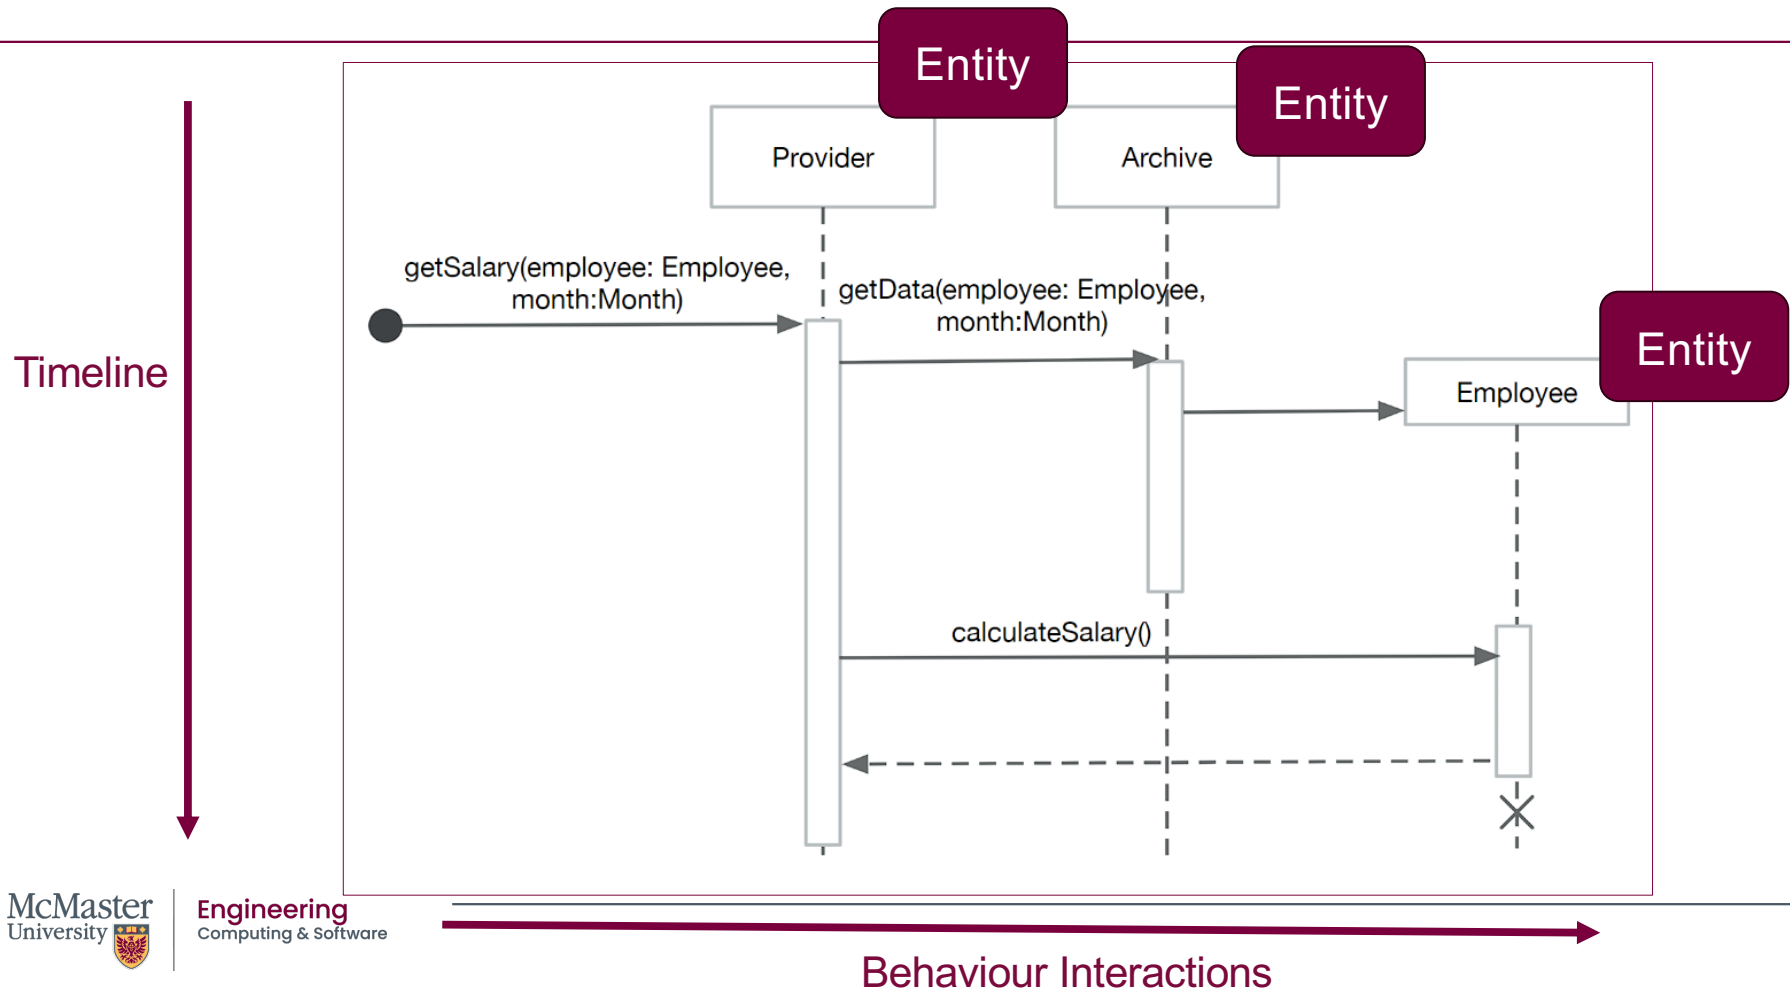 Entity
Entity
Provider
Archive
getSalary(employee: Employee,
month:Month)
getData(employee: Employee,
month:Month)
Entity
Timeline
Employee
calculateSalary()
McMaster
University
Engineering
Computing & Software
Behaviour Interactions